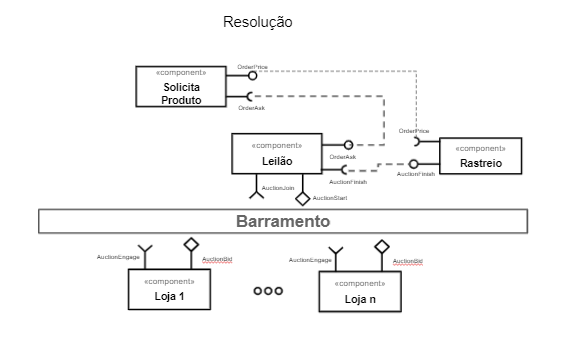 Resolução
OrderPrice
«component»
Solicita
Produto
OrderAsk
OrderPrice
«component»
Leilão
OrderAsk
AuctionFinish
AuctionFinish
«component»
Rastreio
AuctionJoin
AuctionStart
Barramento
AuctionEngage
AuctionBid
AuctionEngage
AuctionBid
«component»
Loja 1
«component»
Loja n